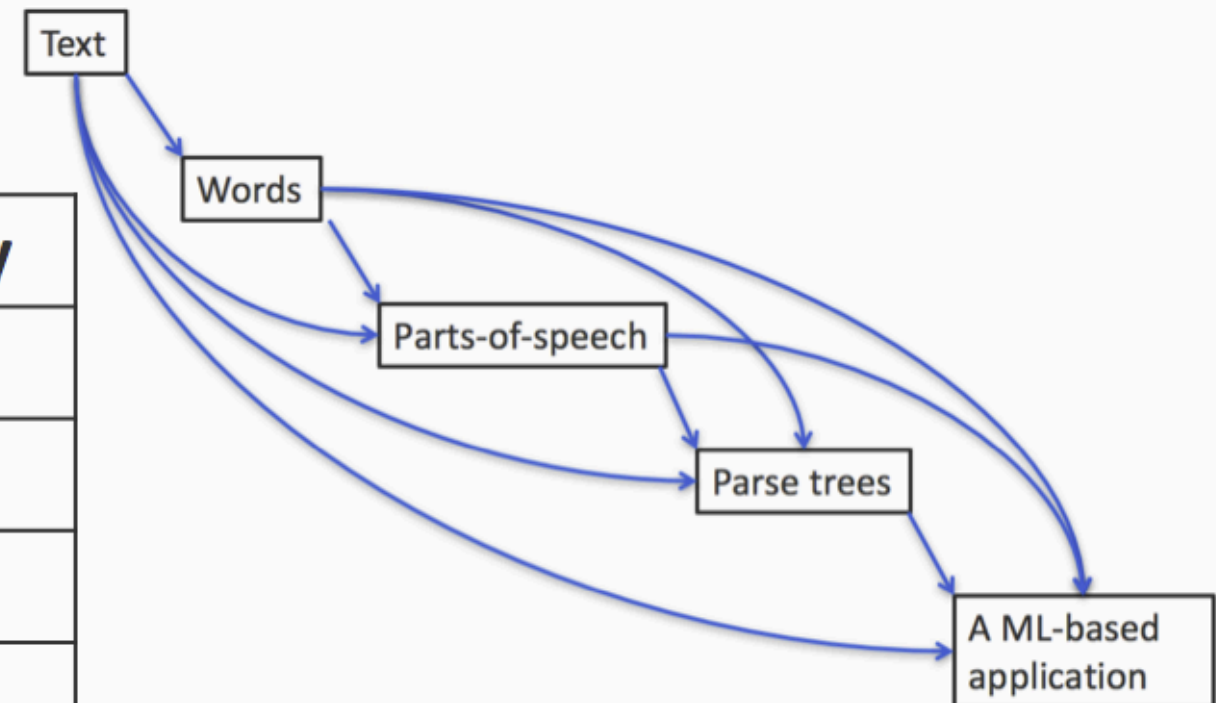 Text
Words
Parts-of-speech
Parse trees
A ML-based
application